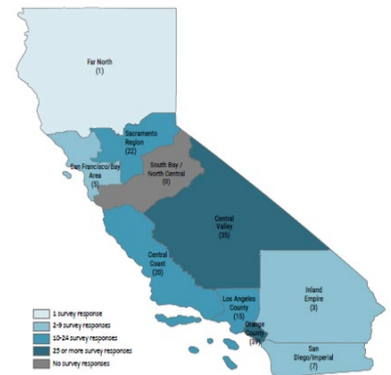 Far North
(1)
Sacramento
Region
(22)
San Francisco/Bay
Area
(5)
South Bay /
North Central
(0)
Central
Valley
(35)
Central
Coast
(20)
Los Angeles
County
(15)
Orange
County
Inland
Empire
(3)
San
Diego/Imperial
(7)
1 survey response
2-9 survey responses
10-24 survey responses
25 or more survey responses
No survey responses